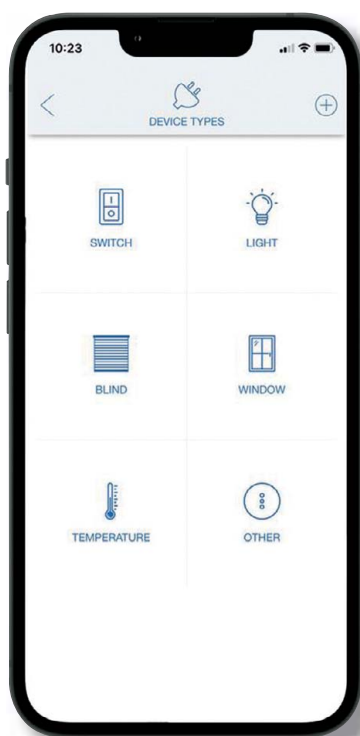 10:23
DEVICE TYPES
SWITCH
LIGHT
BLIND
WINDOW
TEMPERATURE
OTHER